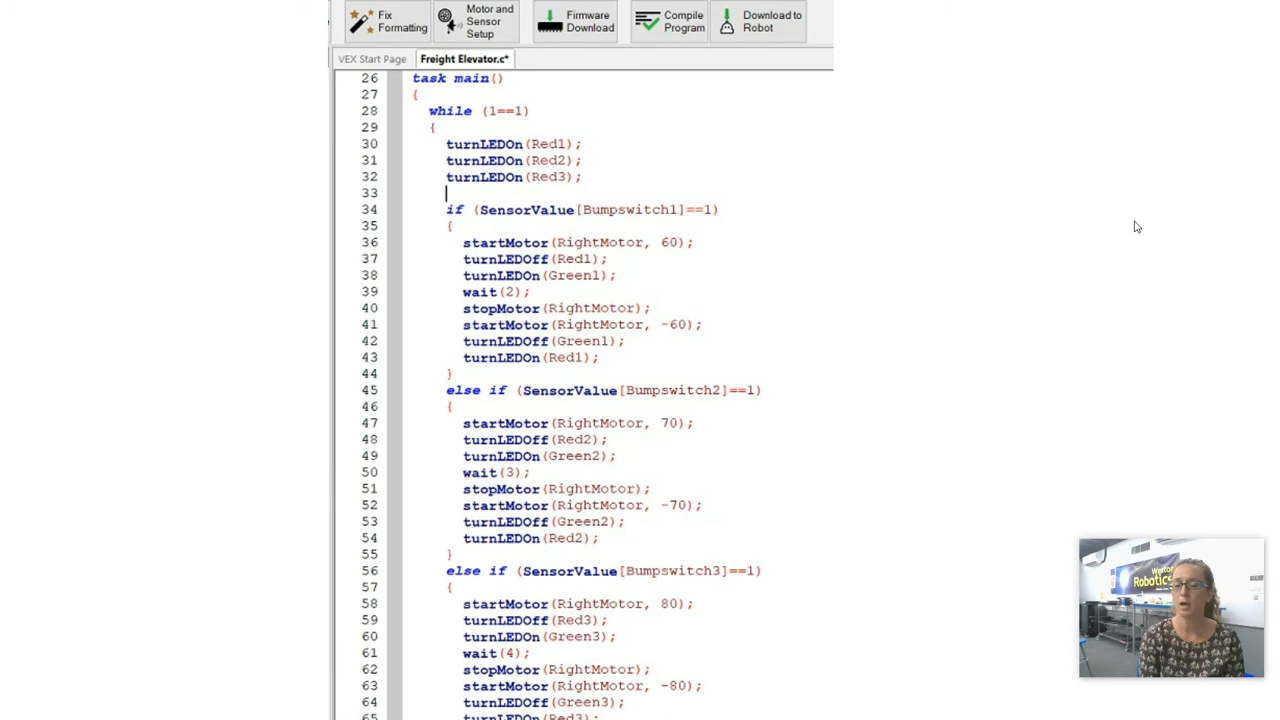 Fix
Formatting
Motor and
Sensor
Setup
Firmware
Download
Compile
Program
Download to
Robot
VEX Start Page
Freight Elevator.c*
26 task main()
27 {
28 while (1==1)
29 {
30 turnLEDOn(Red1);
31 turnLEDOn(Red2);
32 turnLEDOn(Red3);
33
34 if (SensorValue[Bumpswitch1]==1)
35 {
36 startMotor(RightMotor, 60);
37 turnLEDOff(Red1);
38 turnLEDOn(Green1);
39 wait(2);
40 stopMotor(RightMotor);
41 startMotor(RightMotor, -60);
42 turnLEDOff(Green1);
43 turnLEDOn(Red1);
44 }
45 else if (SensorValue[Bumpswitch2]==1)
46 {
47 startMotor(RightMotor, 70);
48 turnLEDOff(Red2);
49 turnLEDOn(Green2);
50 wait(3);
51 stopMotor(RightMotor);
52 startMotor(RightMotor, -70);
53 turnLEDOff(Green2);
54 turnLEDOn(Red2);
55 }
56 else if (SensorValue[Bumpswitch3]==1)
57 {
58 startMotor(RightMotor, 80);
59 turnLEDOff(Red3);
60 turnLEDOn(Green3);
61 wait(4);
62 stopMotor(RightMotor);
63 startMotor(RightMotor, -80);
64 turnLEDOff(Green3);
65 turnLEDOn(Red3);
Robotics